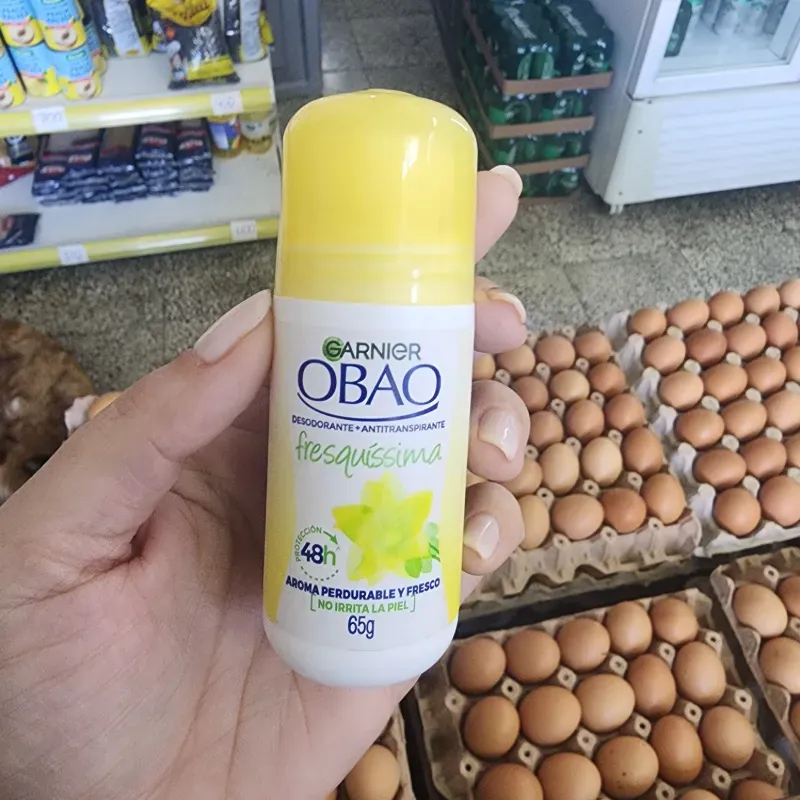 GARNIER
OBAO
DESODORANTE + ANTITRANSPIRANTE
fresquíssima
PROTECCIÓN
48h
AROMA PERDURABLE Y FRESCO
[NO IRRITA LA PIEL]
65g